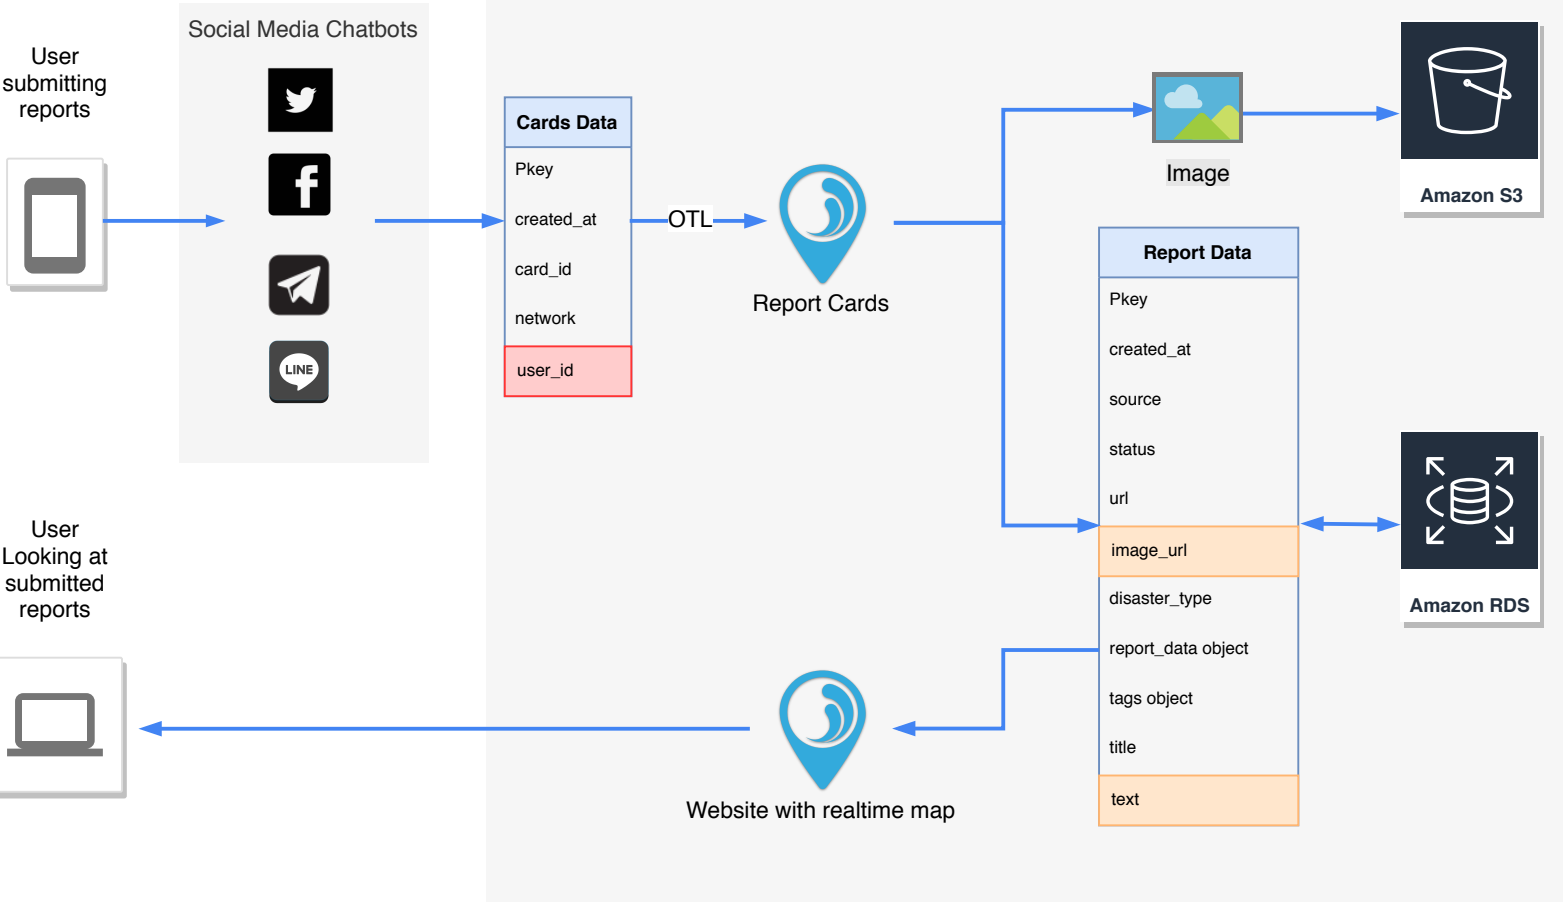 Social Media Chatbots
User
submitting
reports
LINE
Cards Data
Pkey
created_at
card_id
network
user_id
OTL
Report Cards
Image
Amazon S3
Report Data
Pkey
created_at
source
status
url
image_url
disaster_type
report_data object
tags object
title
text
Amazon RDS
User
Looking at
submitted
reports
Website with realtime map